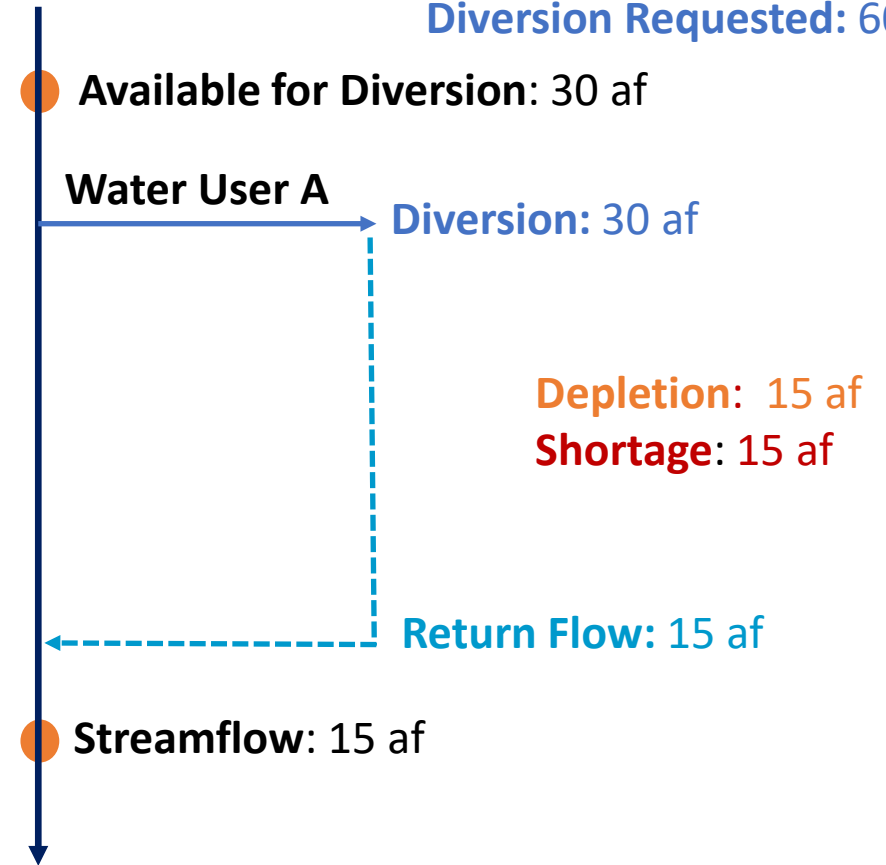 Diversion Requested: 6
Available for Diversion: 30 af
Water User A
Diversion: 30 af
Depletion: 15 af
Shortage: 15 af
Return Flow: 15 af
Streamflow: 15 af